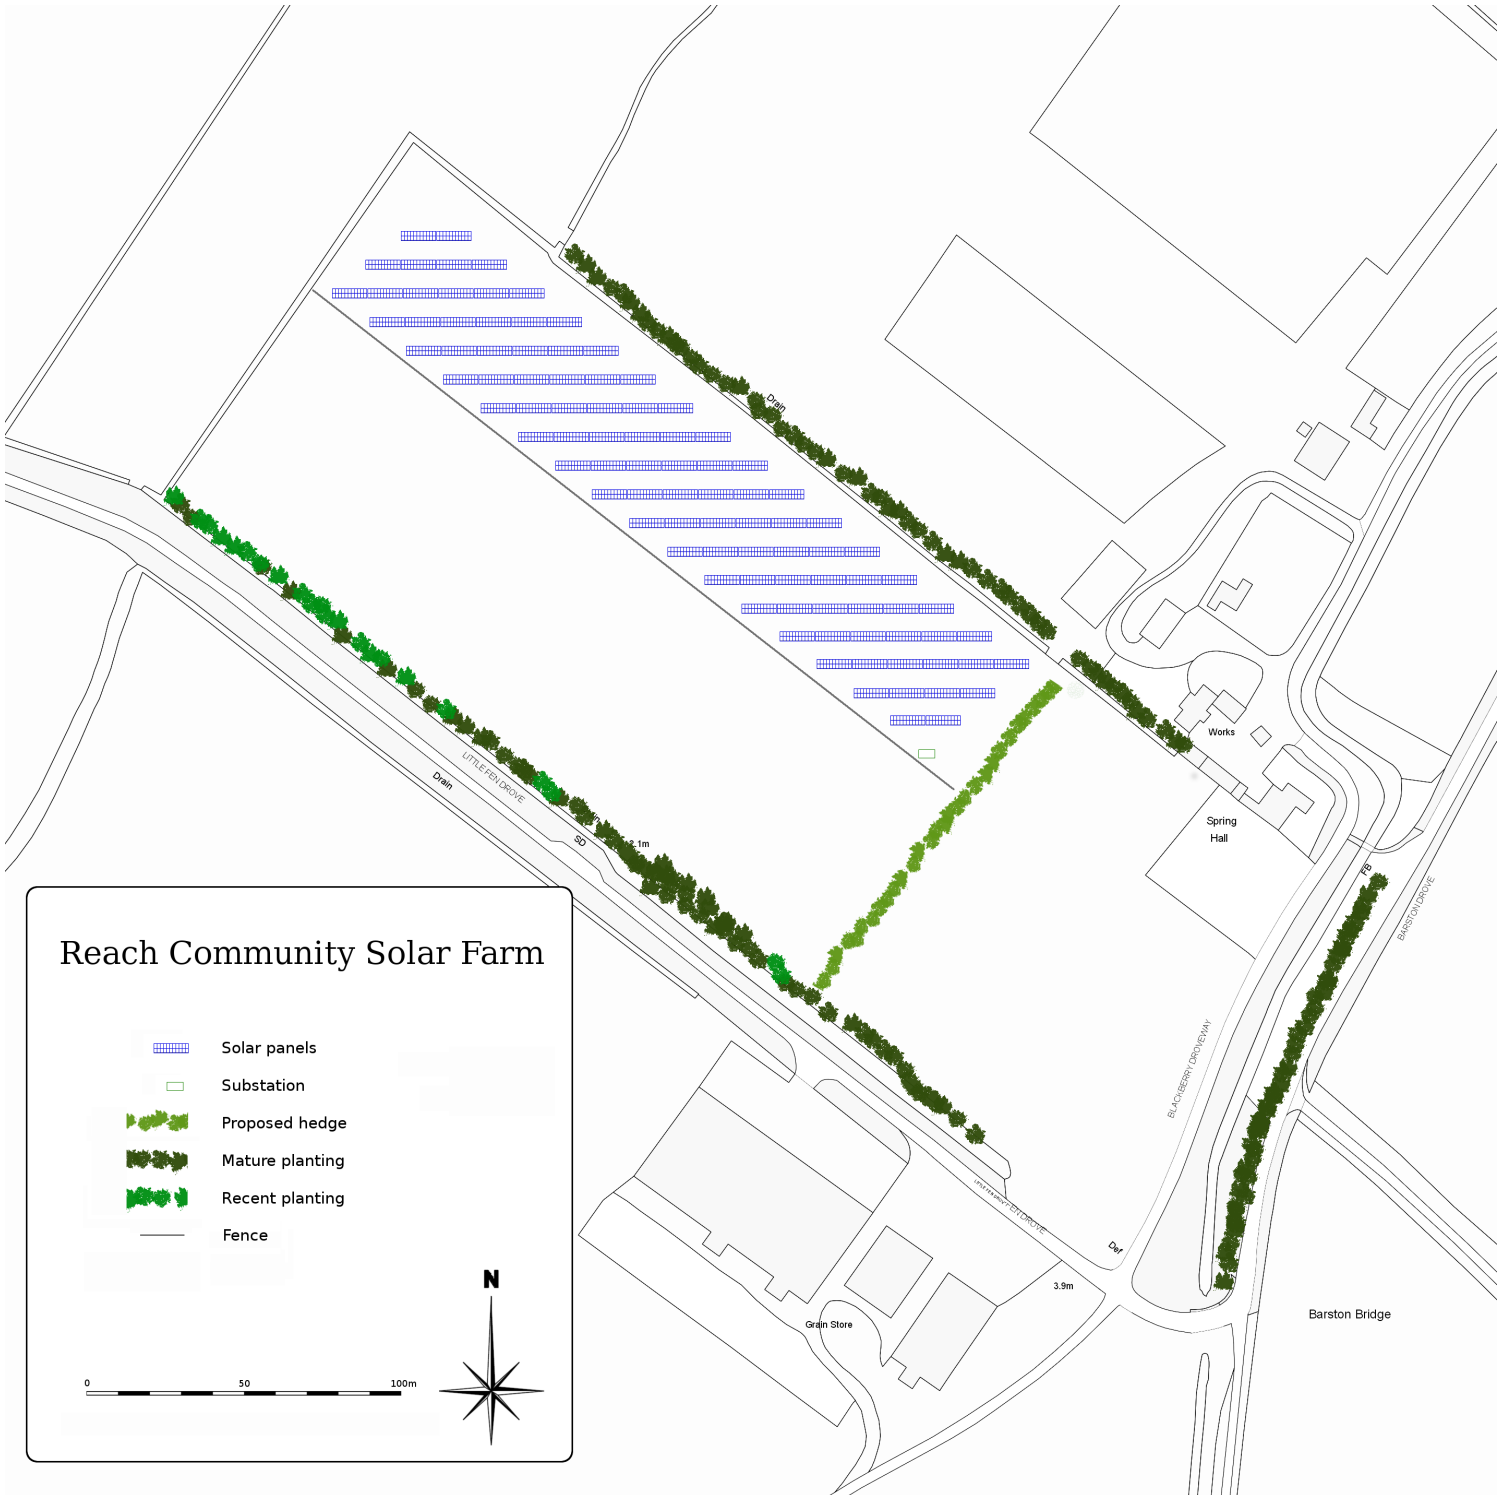 Drain
Works
Spring
Hall
FB
BARSTON DROVE
LITTLE FEN DROVE
Drain
SD
2.1m
BLACKBERRY DROVEWAY
FEN DROVE
Def
3.9m
Grain Store
Barston Bridge
Reach Community Solar Farm
Solar panels
Substation
Proposed hedge
Mature planting
Recent planting
Fence
N
0 50 100m